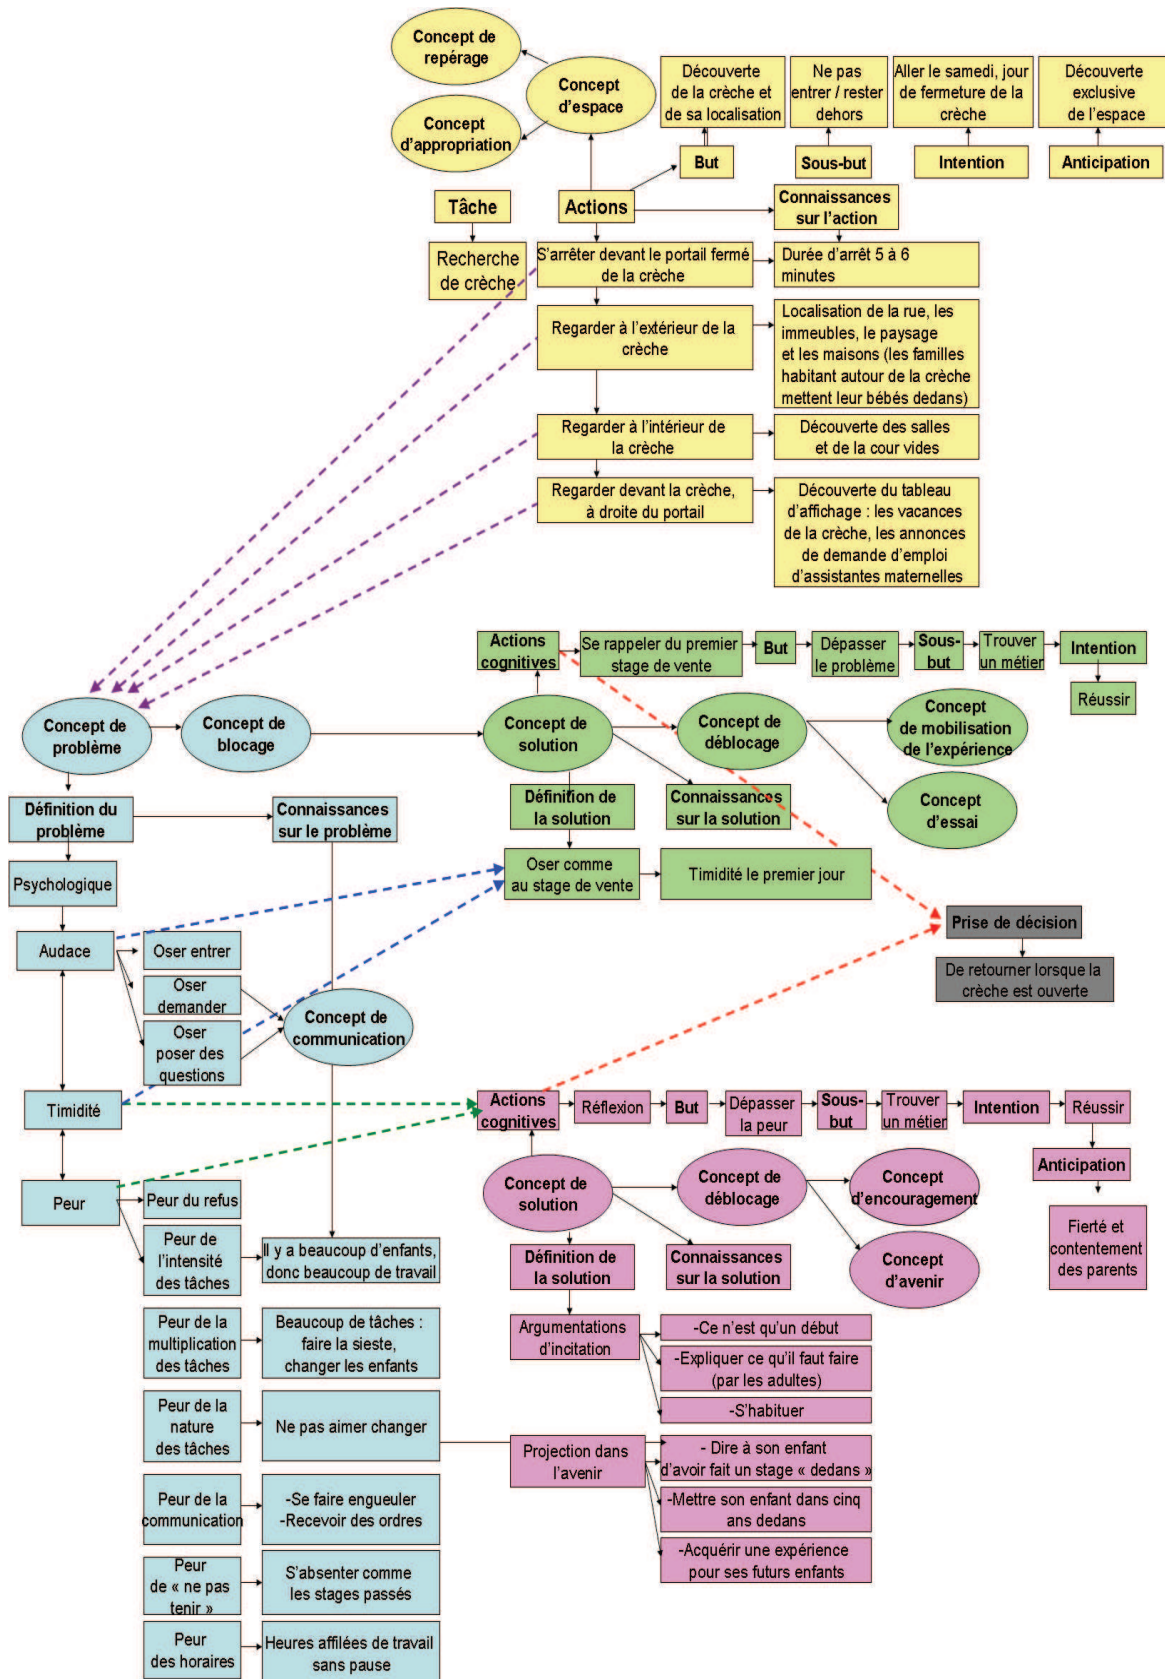 Concept de
repérage
Concept
d'espace
Concept
d'appropriation
Découverte
de la crèche et
de sa localisation
Ne pas
entrer / rester
dehors
Aller le samedi, jour
de fermeture de la
crèche
Découverte
exclusive
de l'espace
But
Sous-but
Intention
Anticipation
Tâche
Actions
Connaissances
sur l'action
Recherche
de crèche
S'arrêter devant le portail fermé
de la crèche
Durée d'arrêt 5 à 6
minutes
Regarder à l'extérieur de la
crèche
Localisation de la rue, les
immeubles, le paysage
et les maisons (les familles
habitant autour de la crèche
mettent leur bébés dedans)
Regarder à l'intérieur de
la crèche
Découverte des salles
et de la cour vides
Regarder devant la crèche,
à droite du portail
Découverte du tableau
d'affichage : les vacances
de la crèche, les annonces
de demande d'emploi
d'assistantes maternelles
Actions
cognitives
Se rappeler du premier
stage de vente
But
Dépasser
le problème
Sous-
but
Trouver
un métier
Intention
Réussir
Concept de
problème
Concept de
blocage
Concept de
solution
Concept de
déblocage
Concept
de mobilisation
de l'expérience
Concept
d'essai
Définition du
problème
Connaissances
sur le problème
Définition de
la solution
Connaissances
sur la solution
Psychologique
Oser comme
au stage de vente
Timidité le premier jour
Audace
Oser entrer
Oser
demander
Oser
poser des
questions
Concept de
communication
Prise de décision
De retourner lorsque la
crèche est ouverte
Timidité
Actions
cognitives
Réflexion
But
Dépasser
la peur
Sous-
but
Trouver
un métier
Intention
Réussir
Anticipation
Fierté et
contentement
des parents
Peur
Peur du refus
Peur de
l'intensité
des tâches
Il y a beaucoup d'enfants,
donc beaucoup de travail
Concept de
solution
Concept de
déblocage
Concept
d'encouragement
Concept
d'avenir
Définition de
la solution
Connaissances
sur la solution
Peur de la
multiplication
des tâches
Beaucoup de tâches :
faire la sieste,
changer les enfants
Argumentations
d'incitation
-Ce n'est qu'un début
-Expliquer ce qu'il faut faire
(par les adultes)
-S'habituer
Peur de la
nature
des tâches
Ne pas aimer changer
Projection dans
l'avenir
- Dire à son enfant
d'avoir fait un stage « dedans »
-Mettre son enfant dans cinq
ans dedans
-Acquérir une expérience
pour ses futurs enfants
Peur de la
communication
-Se faire engueuler
-Recevoir des ordres
Peur
de « ne pas
tenir »
S'absenter comme
les stages passés
Peur
des horaires
Heures affilées de travail
sans pause